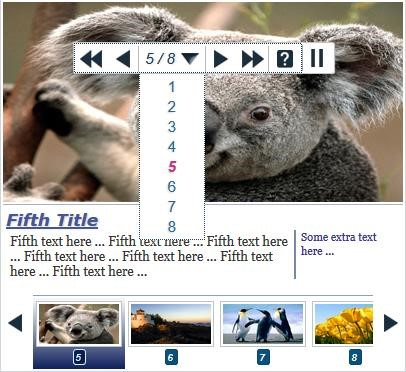 5 / 8
?
1
2
3
4
5
6
7
8
Fifth Title
Fifth text here ... Fifth text here ... Fifth text here
... Fifth text here ... Fifth text here ... Fifth text
here ... Fifth text here ...
Some extra text
here ...
5
6
7
8